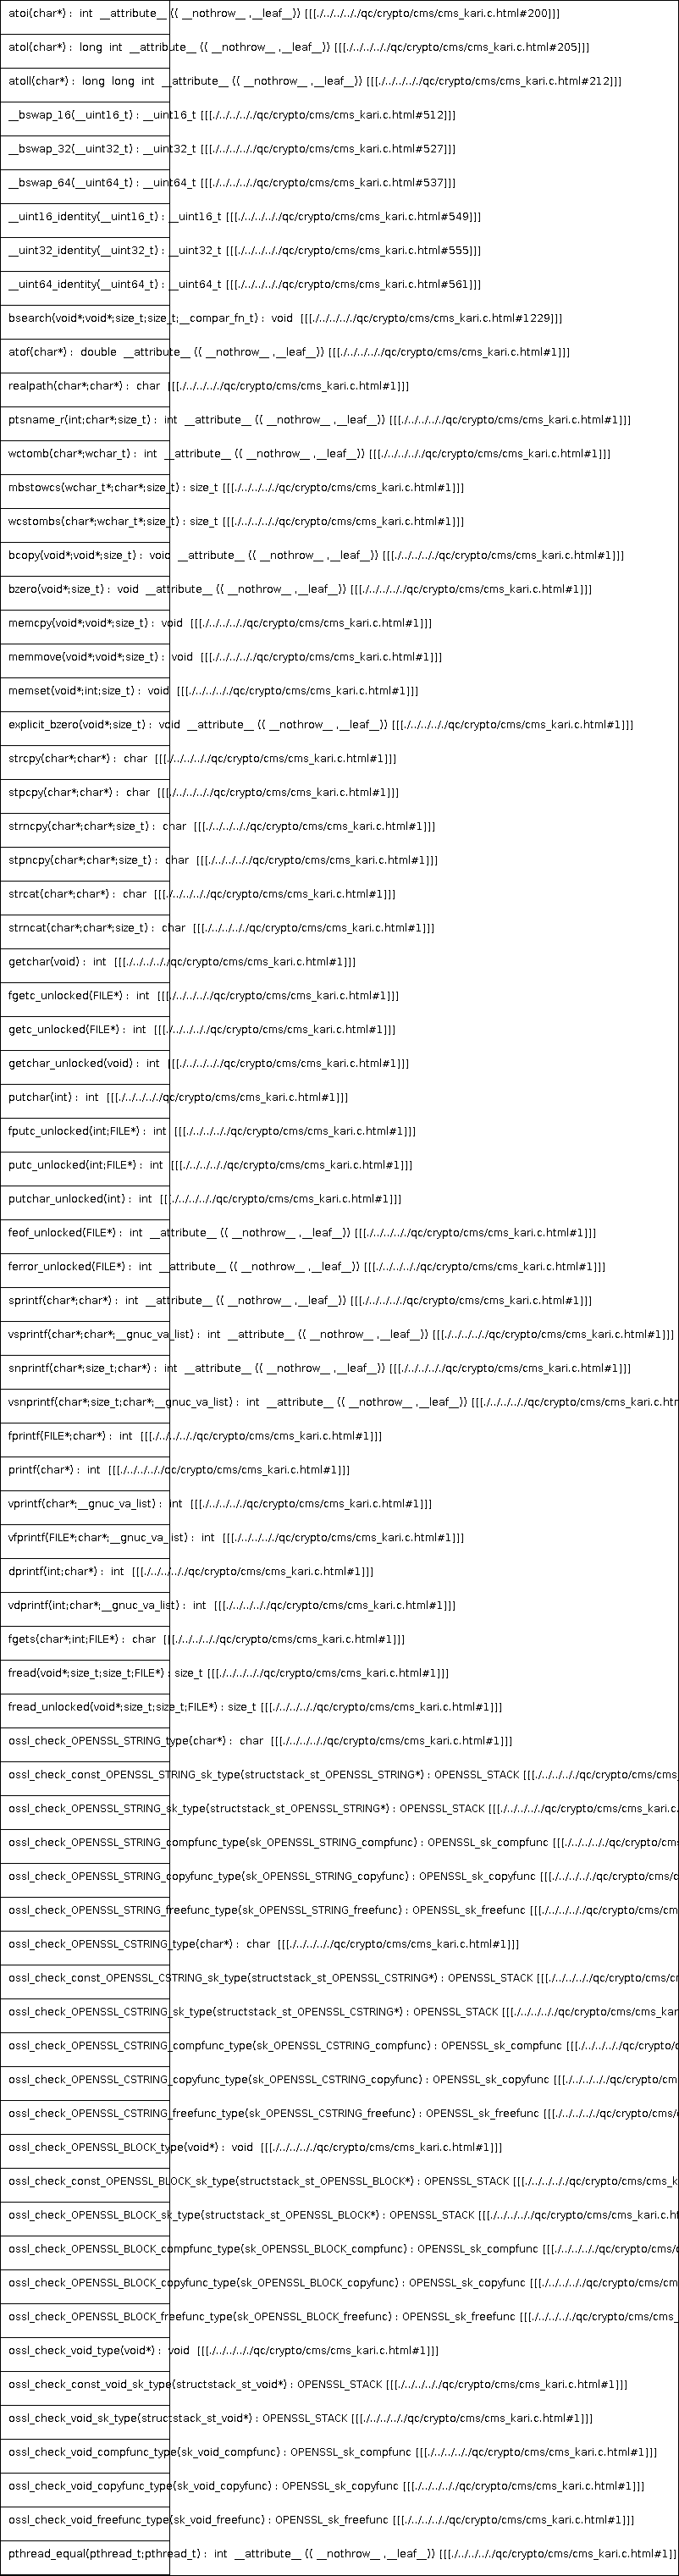 atoi(char*) : int __attribute__ (( __nothrow__ ,__leaf__)) [[[./../../../qc/crypto/cms/cms_kari.c.html#200]]]
atol(char*) : long int __attribute__ (( __nothrow__ ,__leaf__)) [[[./../../../qc/crypto/cms/cms_kari.c.html#205]]]
atoll(char*) : long long int __attribute__ (( __nothrow__ ,__leaf__)) [[[./../../../qc/crypto/cms/cms_kari.c.html#212]]]
__bswap_16(__uint16_t) : __uint16_t [[[./../../../qc/crypto/cms/cms_kari.c.html#512]]]
__bswap_32(__uint32_t) : __uint32_t [[[./../../../qc/crypto/cms/cms_kari.c.html#527]]]
__bswap_64(__uint64_t) : __uint64_t [[[./../../../qc/crypto/cms/cms_kari.c.html#537]]]
__uint16_identity(__uint16_t) : __uint16_t [[[./../../../qc/crypto/cms/cms_kari.c.html#549]]]
__uint32_identity(__uint32_t) : __uint32_t [[[./../../../qc/crypto/cms/cms_kari.c.html#555]]]
__uint64_identity(__uint64_t) : __uint64_t [[[./../../../qc/crypto/cms/cms_kari.c.html#561]]]
bsearch(void*;void*;size_t;size_t;__compar_fn_t) : void [[[./../../../qc/crypto/cms/cms_kari.c.html#1229]]]
atof(char*) : double __attribute__ (( __nothrow__ ,__leaf__)) [[[./../../../qc/crypto/cms/cms_kari.c.html#1]]]
realpath(char*;char*) : char [[[./../../../qc/crypto/cms/cms_kari.c.html#1]]]
ptsname_r(int;char*;size_t) : int __attribute__ (( __nothrow__ ,__leaf__)) [[[./../../../qc/crypto/cms/cms_kari.c.html#1]]]
wctomb(char*;wchar_t) : int __attribute__ (( __nothrow__ ,__leaf__)) [[[./../../../qc/crypto/cms/cms_kari.c.html#1]]]
mbstowcs(wchar_t*;char*;size_t) : size_t [[[./../../../qc/crypto/cms/cms_kari.c.html#1]]]
wcstombs(char*;wchar_t*;size_t) : size_t [[[./../../../qc/crypto/cms/cms_kari.c.html#1]]]
bcopy(void*;void*;size_t) : void __attribute__ (( __nothrow__ ,__leaf__)) [[[./../../../qc/crypto/cms/cms_kari.c.html#1]]]
bzero(void*;size_t) : void __attribute__ (( __nothrow__ ,__leaf__)) [[[./../../../qc/crypto/cms/cms_kari.c.html#1]]]
memcpy(void*;void*;size_t) : void [[[./../../../qc/crypto/cms/cms_kari.c.html#1]]]
memmove(void*;void*;size_t) : void [[[./../../../qc/crypto/cms/cms_kari.c.html#1]]]
memset(void*;int;size_t) : void [[[./../../../qc/crypto/cms/cms_kari.c.html#1]]]
explicit_bzero(void*;size_t) : void __attribute__ (( __nothrow__ ,__leaf__)) [[[./../../../qc/crypto/cms/cms_kari.c.html#1]]]
strcpy(char*;char*) : char [[[./../../../qc/crypto/cms/cms_kari.c.html#1]]]
stpcpy(char*;char*) : char [[[./../../../qc/crypto/cms/cms_kari.c.html#1]]]
strncpy(char*;char*;size_t) : char [[[./../../../qc/crypto/cms/cms_kari.c.html#1]]]
stpncpy(char*;char*;size_t) : char [[[./../../../qc/crypto/cms/cms_kari.c.html#1]]]
strcat(char*;char*) : char [[[./../../../qc/crypto/cms/cms_kari.c.html#1]]]
strncat(char*;char*;size_t) : char [[[./../../../qc/crypto/cms/cms_kari.c.html#1]]]
getchar(void) : int [[[./../../../qc/crypto/cms/cms_kari.c.html#1]]]
fgetc_unlocked(FILE*) : int [[[./../../../qc/crypto/cms/cms_kari.c.html#1]]]
getc_unlocked(FILE*) : int [[[./../../../qc/crypto/cms/cms_kari.c.html#1]]]
getchar_unlocked(void) : int [[[./../../../qc/crypto/cms/cms_kari.c.html#1]]]
putchar(int) : int [[[./../../../qc/crypto/cms/cms_kari.c.html#1]]]
fputc_unlocked(int;FILE*) : int [[[./../../../qc/crypto/cms/cms_kari.c.html#1]]]
putc_unlocked(int;FILE*) : int [[[./../../../qc/crypto/cms/cms_kari.c.html#1]]]
putchar_unlocked(int) : int [[[./../../../qc/crypto/cms/cms_kari.c.html#1]]]
feof_unlocked(FILE*) : int __attribute__ (( __nothrow__ ,__leaf__)) [[[./../../../qc/crypto/cms/cms_kari.c.html#1]]]
ferror_unlocked(FILE*) : int __attribute__ (( __nothrow__ ,__leaf__)) [[[./../../../qc/crypto/cms/cms_kari.c.html#1]]]
sprintf(char*;char*) : int __attribute__ (( __nothrow__ ,__leaf__)) [[[./../../../qc/crypto/cms/cms_kari.c.html#1]]]
vsprintf(char*;char*;__gnuc_va_list) : int __attribute__ (( __nothrow__ ,__leaf__)) [[[./../../../qc/crypto/cms/cms_kari.c.html#1]]]
snprintf(char*;size_t;char*) : int __attribute__ (( __nothrow__ ,__leaf__)) [[[./../../../qc/crypto/cms/cms_kari.c.html#1]]]
vsnprintf(char*;size_t;char*;__gnuc_va_list) : int __attribute__ (( __nothrow__ ,__leaf__)) [[[./../../../qc/crypto/cms/cms_kari.c.htr
fprintf(FILE*;char*) : int [[[./../../../qc/crypto/cms/cms_kari.c.html#1]]]
printf(char*) : int [[[./../../../qc/crypto/cms/cms_kari.c.html#1]]]
vprintf(char*;__gnuc_va_list) : int [[[./../../../qc/crypto/cms/cms_kari.c.html#1]]]
vfprintf(FILE*;char*;__gnuc_va_list) : int [[[./../../../qc/crypto/cms/cms_kari.c.html#1]]]
dprintf(int;char*) : int [[[./../../../qc/crypto/cms/cms_kari.c.html#1]]]
vdprintf(int;char*;__gnuc_va_list) : int [[[./../../../qc/crypto/cms/cms_kari.c.html#1]]]
fgets(char*;int;FILE*) : char [[[./../../../qc/crypto/cms/cms_kari.c.html#1]]]
fread(void*;size_t;size_t;FILE*) : size_t [[[./../../../qc/crypto/cms/cms_kari.c.html#1]]]
fread_unlocked(void*;size_t;size_t;FILE*) : size_t [[[./../../../qc/crypto/cms/cms_kari.c.html#1]]]
ossl_check_OPENSSL_STRING_type(char*) : char [[[./../../../qc/crypto/cms/cms_kari.c.html#1]]]
ossl_check_const_OPENSSL_STRING_sk_type(structstack_st_OPENSSL_STRING*) : OPENSSL_STACK [[[./../../../qc/crypto/cms/cms_
ossl_check_OPENSSL_STRING_sk_type(structstack_st_OPENSSL_STRING*) : OPENSSL_STACK [[[./../../../qc/crypto/cms/cms_kari.c.
ossl_check_OPENSSL_STRING_compfunc_type(sk_OPENSSL_STRING_compfunc) : OPENSSL_sk_compfunc [[[./../../../qc/crypto/cms/cms
ossl_check_OPENSSL_STRING_copyfunc_type(sk_OPENSSL_STRING_copyfunc) : OPENSSL_sk_copyfunc [[[./../../../qc/crypto/cms/c
ossl_check_OPENSSL_STRING_freefunc_type(sk_OPENSSL_STRING_freefunc) : OPENSSL_sk_freefunc [[[./../../../qc/crypto/cms/cm
ossl_check_OPENSSL_CSTRING_type(char*) : char [[[./../../../qc/crypto/cms/cms_kari.c.html#1]]]
ossl_check_const_OPENSSL_CSTRING_sk_type(structstack_st_OPENSSL_CSTRING*) : OPENSSL_STACK [[[./../../../qc/crypto/cms/cr
ossl_check_OPENSSL_CSTRING_sk_type(structstack_st_OPENSSL_CSTRING*) : OPENSSL_STACK [[[./../../../qc/crypto/cms/cms_kar
ossl_check_OPENSSL_CSTRING_compfunc_type(sk_OPENSSL_CSTRING_compfunc) : OPENSSL_sk_compfunc [[[./../../../qc/crypto/c
ossl_check_OPENSSL_CSTRING_copyfunc_type(sk_OPENSSL_CSTRING_copyfunc) : OPENSSL_sk_copyfunc [[[./../../../qc/crypto/cm
ossl_check_OPENSSL_CSTRING_freefunc_type(sk_OPENSSL_CSTRING_freefunc) : OPENSSL_sk_freefunc [[[./../../../qc/crypto/cms/
ossl_check_OPENSSL_BLOCK_type(void*) : void [[[./../../../qc/crypto/cms/cms_kari.c.html#1]]]
ossl_check_const_OPENSSL_BLOCK_sk_type(structstack_st_OPENSSL_BLOCK*) : OPENSSL_STACK [[[./../../../qc/crypto/cms/cms_k
ossl_check_OPENSSL_BLOCK_sk_type(structstack_st_OPENSSL_BLOCK*) : OPENSSL_STACK [[[./../../../qc/crypto/cms/cms_kari.c.ht
ossl_check_OPENSSL_BLOCK_compfunc_type(sk_OPENSSL_BLOCK_compfunc) : OPENSSL_sk_compfunc [[[./../../../qc/crypto/cms/c
ossl_check_OPENSSL_BLOCK_copyfunc_type(sk_OPENSSL_BLOCK_copyfunc) : OPENSSL_sk_copyfunc [[[./../../../qc/crypto/cms/cm
ossl_check_OPENSSL_BLOCK_freefunc_type(sk_OPENSSL_BLOCK_freefunc) : OPENSSL_sk_freefunc [[[./../../../qc/crypto/cms/cms_
ossl_check_void_type(void*) : void [[[./../../../qc/crypto/cms/cms_kari.c.html#1]]]
ossl_check_const_void_sk_type(structstack_st_void*) : OPENSSL_STACK [[[./../../../qc/crypto/cms/cms_kari.c.html#1]]]
ossl_check_void_sk_type(structstack_st_void*) : OPENSSL_STACK [[[./../../../qc/crypto/cms/cms_kari.c.html#1]]]
ossl_check_void_compfunc_type(sk_void_compfunc) : OPENSSL_sk_compfunc [[[./../../../qc/crypto/cms/cms_kari.c.html#1]]]
ossl_check_void_copyfunc_type(sk_void_copyfunc) : OPENSSL_sk_copyfunc [[[./../../../qc/crypto/cms/cms_kari.c.html#1]]]
ossl_check_void_freefunc_type(sk_void_freefunc) : OPENSSL_sk_freefunc [[[./../../../qc/crypto/cms/cms_kari.c.html#1]]]
pthread_equal(pthread_t;pthread_t) : int __attribute__ (( __nothrow__ ,__leaf__)) [[[./../../../qc/crypto/cms/cms_kari.c.html#1]]]